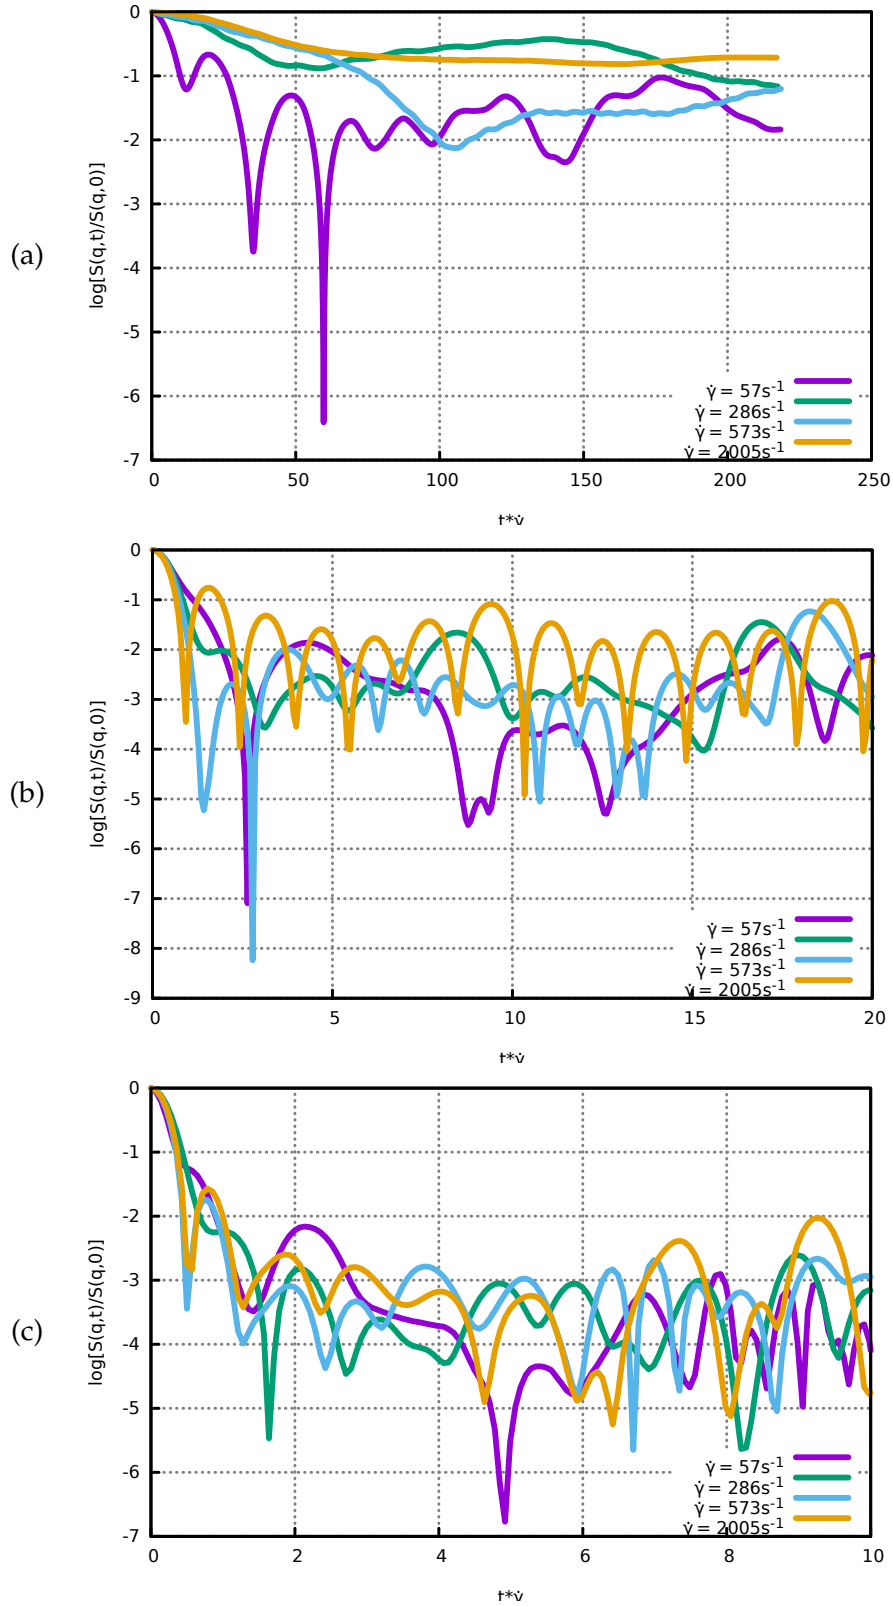 (a)
log[S(q,t)/S(q,0)]
0
-1
-2
-3
-4
-5
-6
-7
γ̇ = 57s⁻¹
γ̇ = 286s⁻¹
γ̇ = 573s⁻¹
γ̇ = 2005s⁻¹
0 50 100 150 200 250
t*γ̇
(b)
log[S(q,t)/S(q,0)]
0
-1
-2
-3
-4
-5
-6
-7
-8
-9
γ̇ = 57s⁻¹
γ̇ = 286s⁻¹
γ̇ = 573s⁻¹
γ̇ = 2005s⁻¹
0 5 10 15 20
t*γ̇
(c)
log[S(q,t)/S(q,0)]
0
-1
-2
-3
-4
-5
-6
-7
γ̇ = 57s⁻¹
γ̇ = 286s⁻¹
γ̇ = 573s⁻¹
γ̇ = 2005s⁻¹
0 2 4 6 8 10
t*γ̇